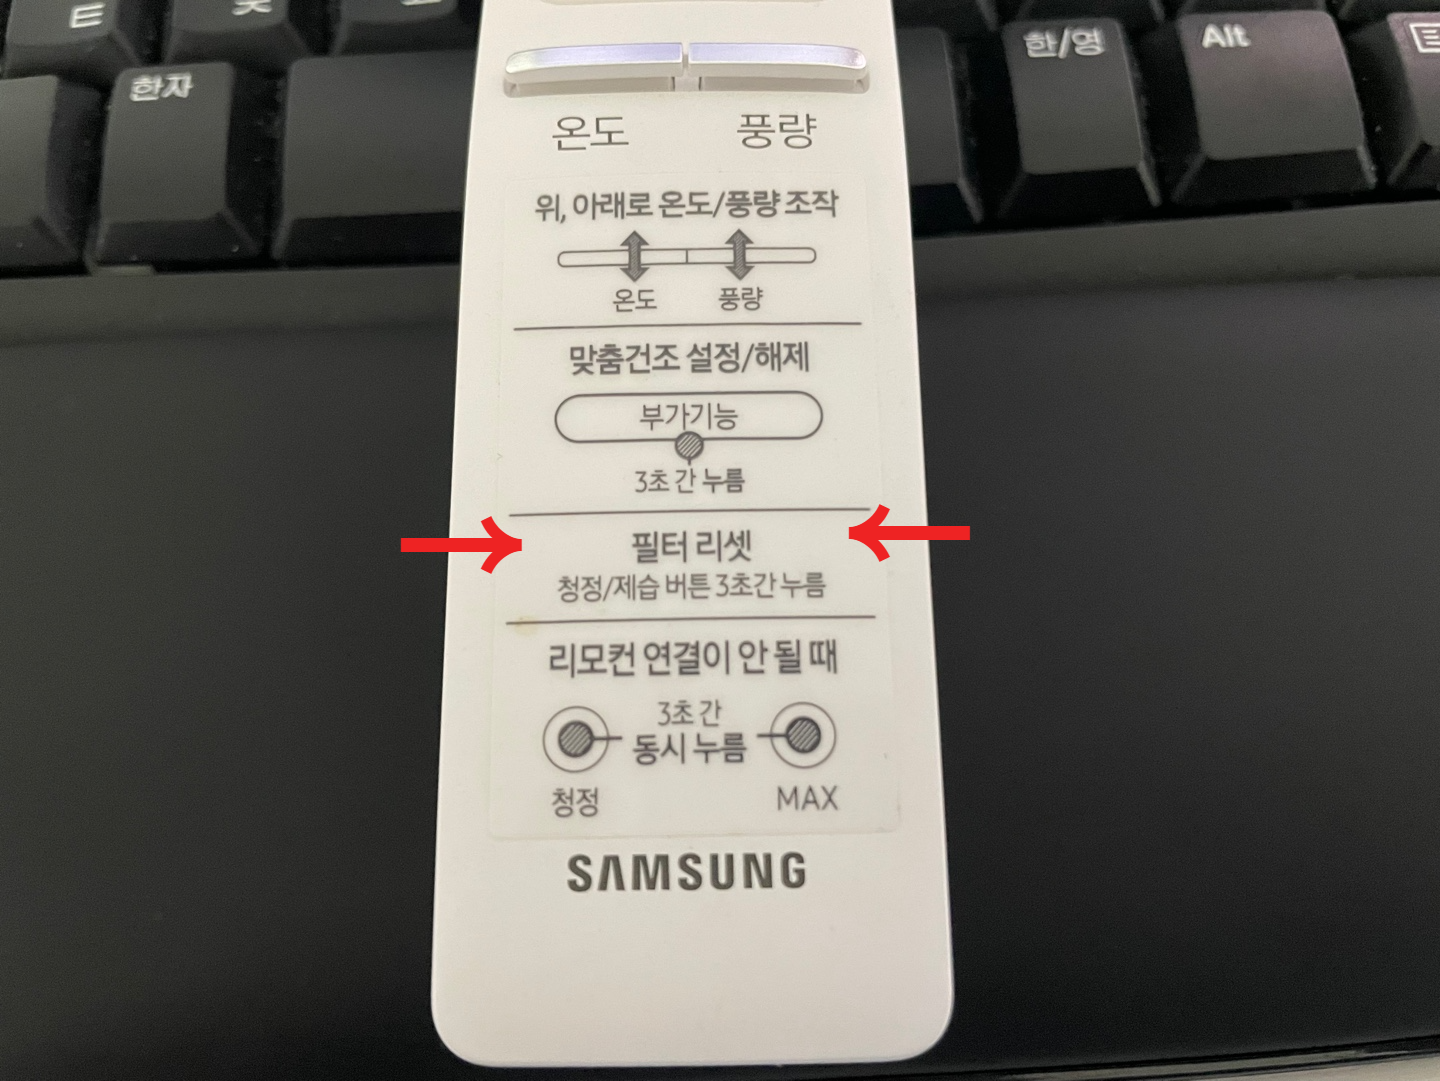 한자
한/영
Alt
온도 풍량
위, 아래로 온도/풍량 조작
온도 풍량
맞춤건조 설정/해제
부가기능
3초 간 누름
필터 리셋
청정/제습 버튼 3초간 누름
리모컨 연결이 안 될 때
3초 간
동시 누름
청정 MAX
SAMSUNG